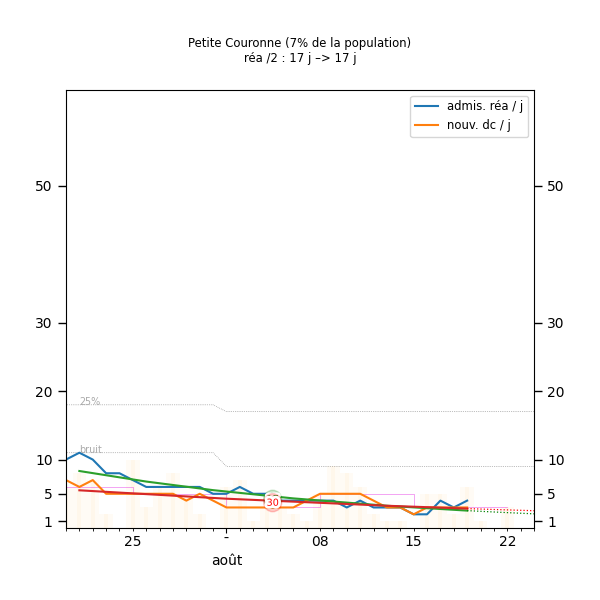 Petite Couronne (7% de la population)
réa /2 : 17 j –> 17 j
admis. réa / j
nouv. dc / j
50 50
30 30
25%
20 20
bruit
10 10
5 5
30
1 1
25 - 08 15 22
août